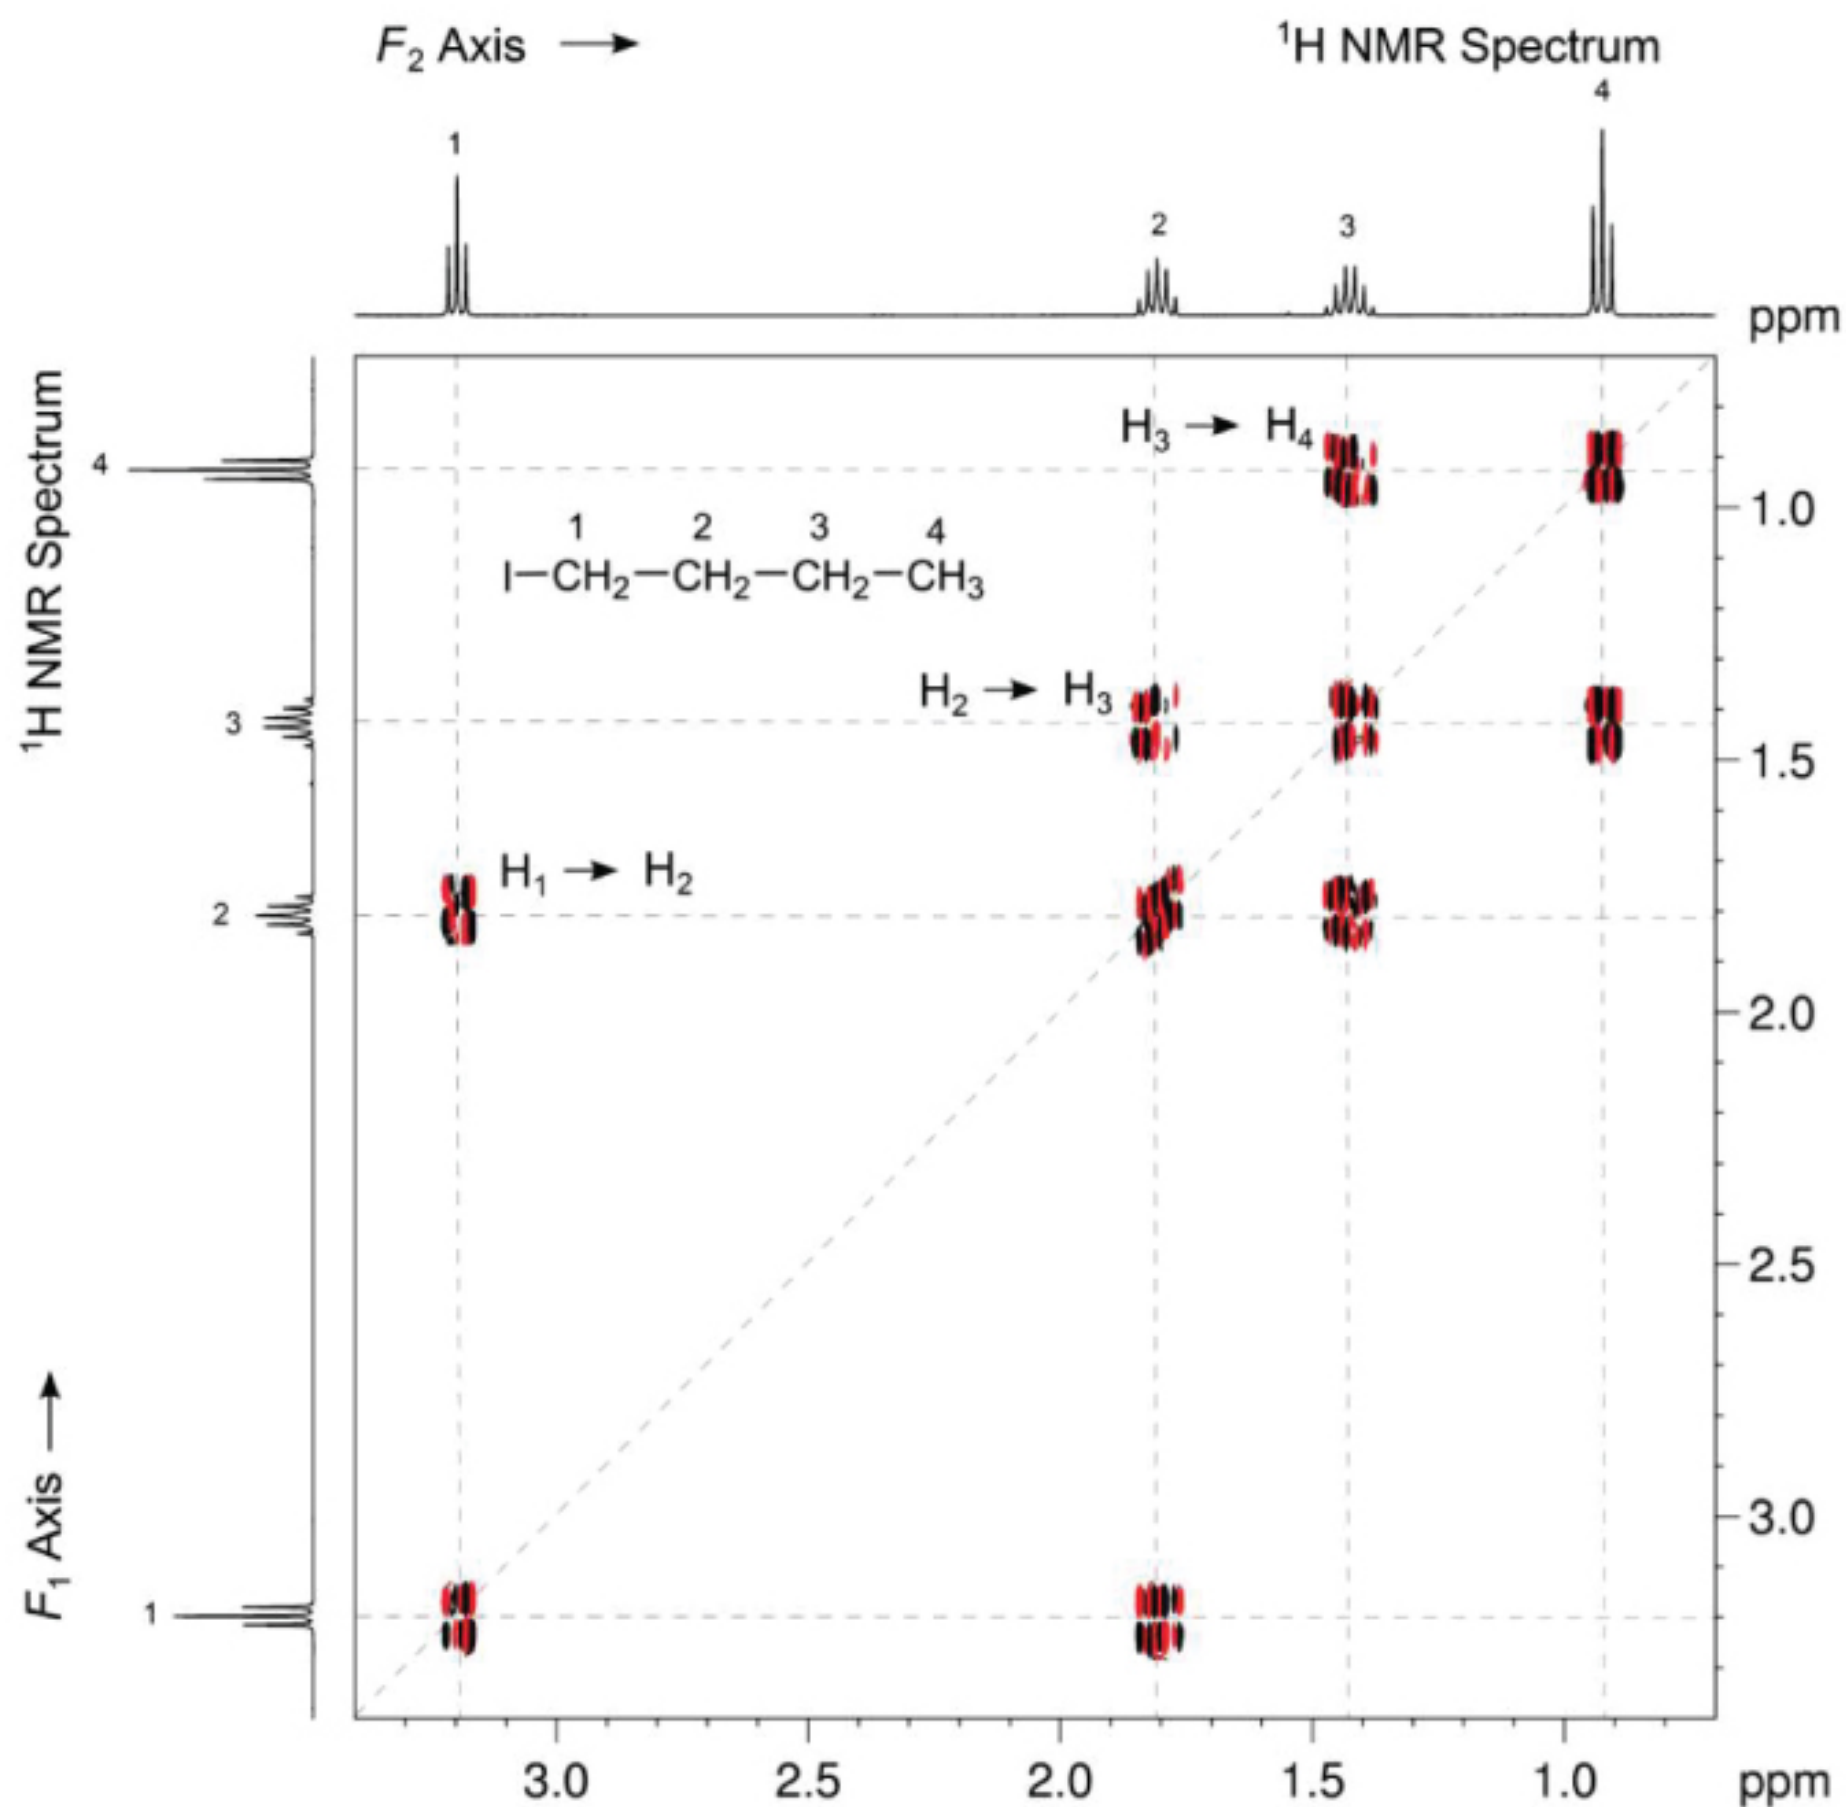 F₂ Axis → ¹H NMR Spectrum
4
1
2 3
ppm
¹H NMR Spectrum
H₃ → H₄
4
1.0
1 2 3 4
I—CH₂—CH₂—CH₂—CH₃
H₂ → H₃
3
1.5
H₁ → H₂
2
2.0
2.5
F₁ Axis →
3.0
1
3.0 2.5 2.0 1.5 1.0 ppm